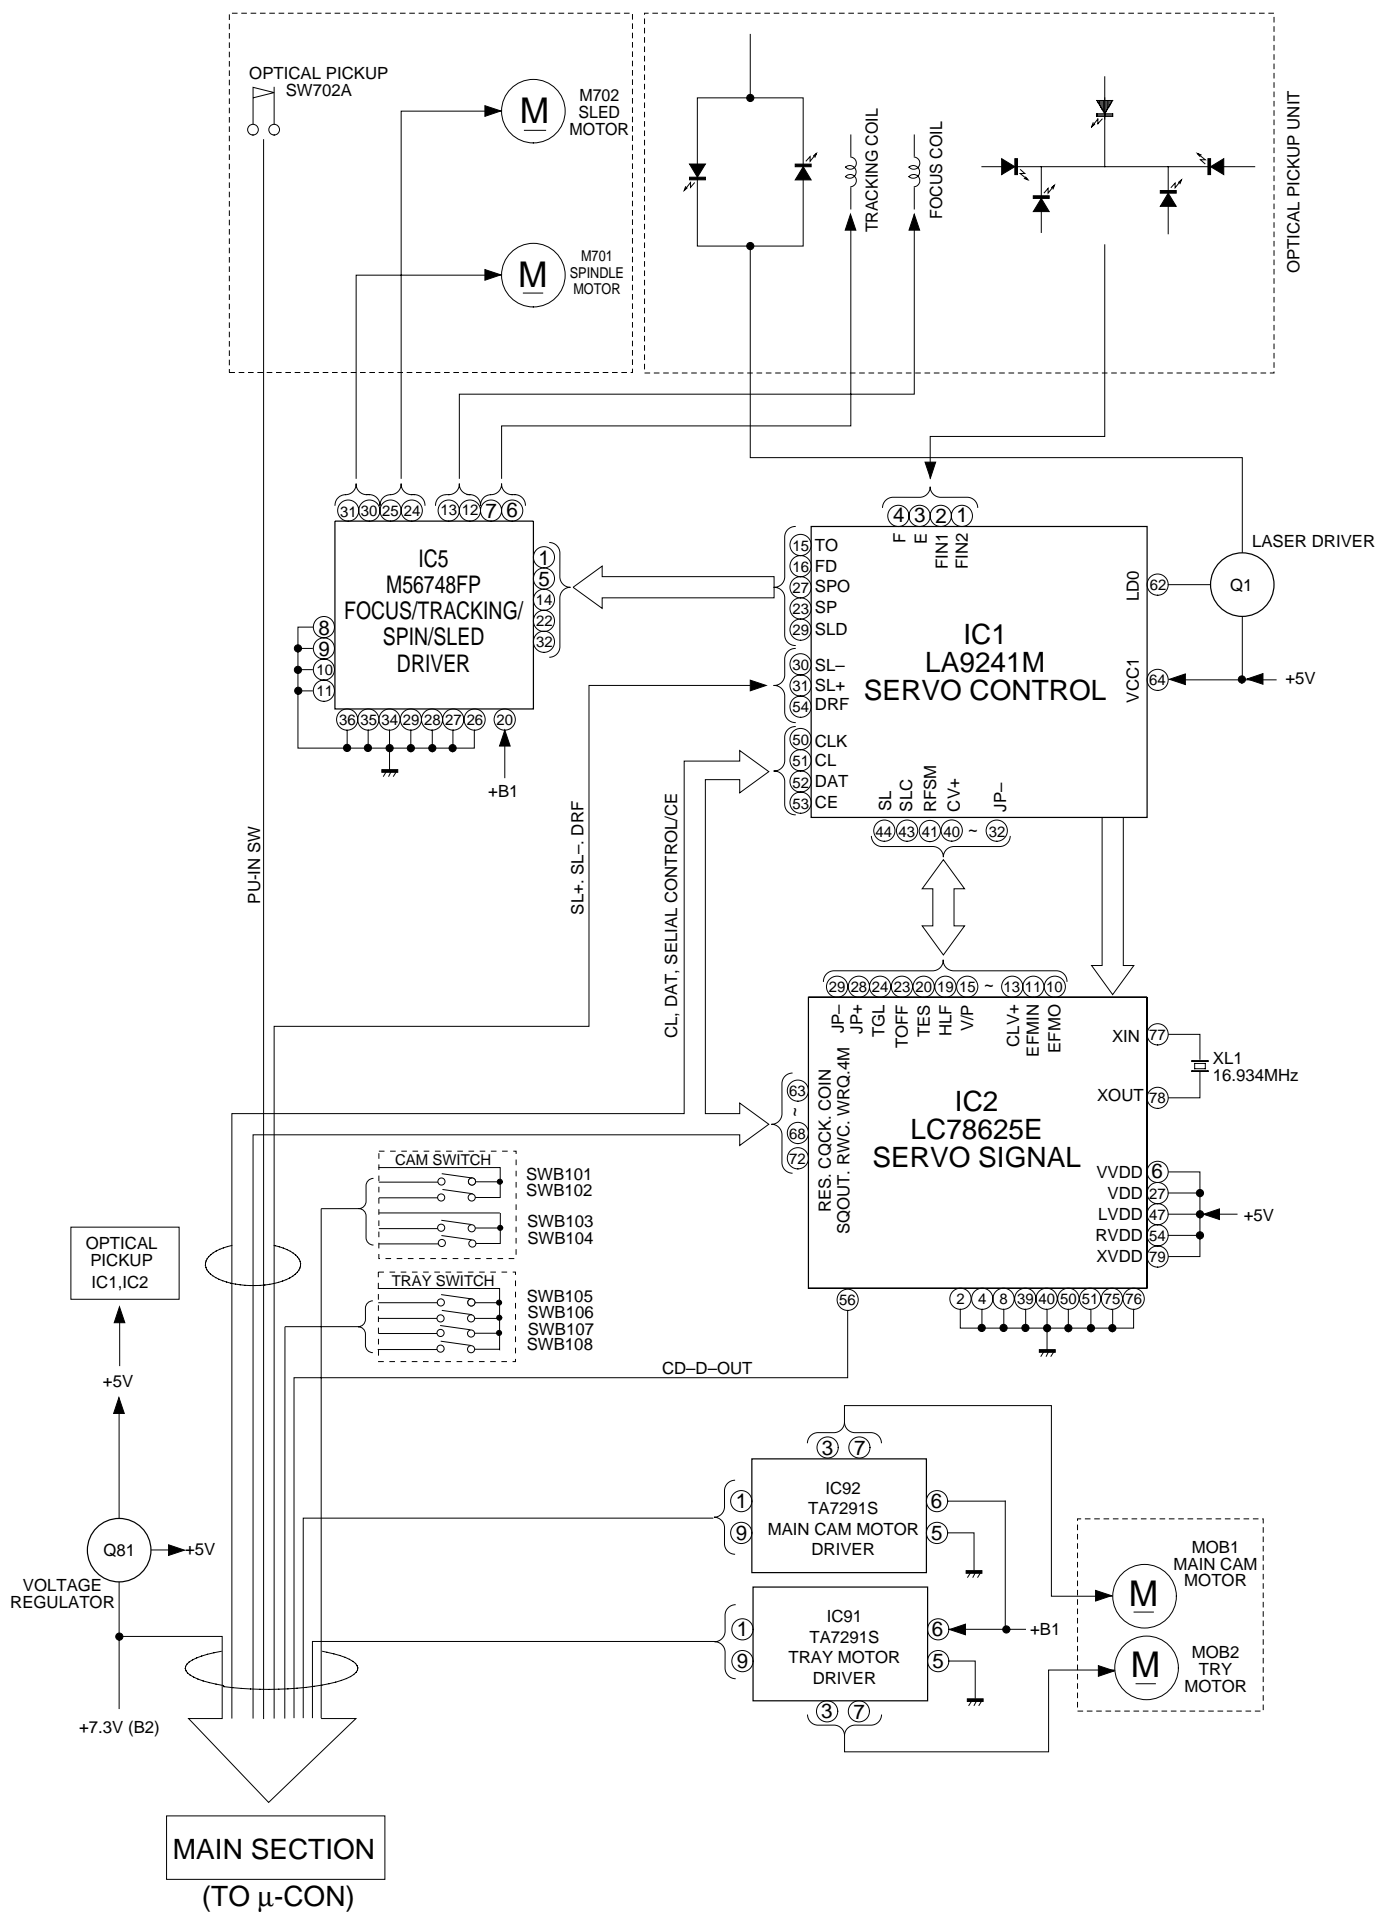 OPTICAL PICKUP
SW702A
M
M702
SLED
MOTOR
M
M701
SPINDLE
MOTOR
TRACKING COIL
FOCUS COIL
OPTICAL PICKUP UNIT
31 30 25 24 13 12 7 6
IC5
M56748FP
FOCUS/TRACKING/
SPIN/SLED
DRIVER
1
5
14
22
32
8
9
10
11
36 35 34 29 28 27 26 20
+B1
4 3 2 1
F E FIN1 FIN2
15 TO
16 FD
27 SPO
23 SP
29 SLD
30 SL–
31 SL+
54 DRF
50 CLK
51 CL
52 DAT
53 CE
IC1
LA9241M
SERVO CONTROL
LD0 62
VCC1 64
LASER DRIVER
Q1
+5V
SL SLC RFSM CV+ JP–
44 43 41 40 ~ 32
PU-IN SW
SL+. SL–. DRF
CL, DAT, SELIAL CONTROL/CE
29 28 24 23 20 19 15 ~ 13 11 10
JP– JP+ TGL TOFF TES HLF V/P CLV+ EFMIN EFMO
63
~
68
72
RES. CQCK. COIN
SQOUT. RWC. WRQ.4M
IC2
LC78625E
SERVO SIGNAL
XIN 77
XOUT 78
XL1
16.934MHz
VVDD 6
VDD 27
LVDD 47
RVDD 54
XVDD 79
+5V
56
2 4 8 39 40 50 51 75 76
CAM SWITCH
SWB101
SWB102
SWB103
SWB104
TRAY SWITCH
SWB105
SWB106
SWB107
SWB108
CD–D–OUT
OPTICAL
PICKUP
IC1,IC2
+5V
Q81
+5V
VOLTAGE
REGULATOR
+7.3V (B2)
3 7
1
9
IC92
TA7291S
MAIN CAM MOTOR
DRIVER
6
5
1
9
IC91
TA7291S
TRAY MOTOR
DRIVER
6
5
+B1
3 7
M
MOB1
MAIN CAM
MOTOR
M
MOB2
TRY
MOTOR
MAIN SECTION
(TO μ-CON)